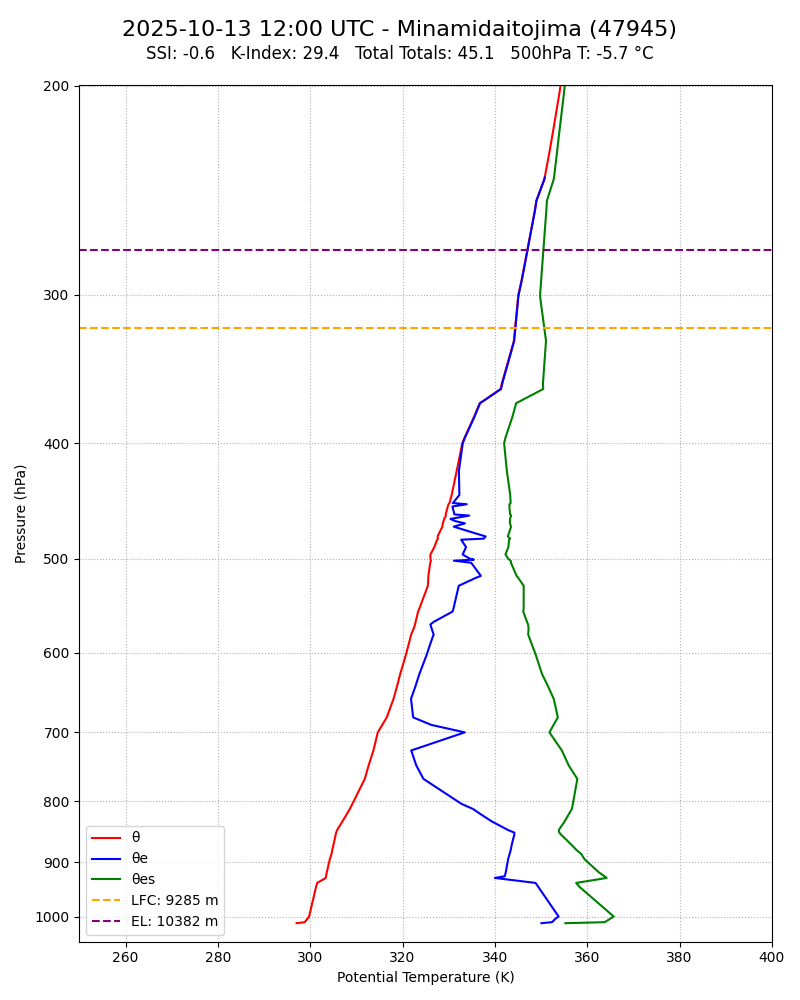 2025-10-13 12:00 UTC - Minamidaitojima (47945)
SSI: -0.6   K-Index: 29.4   Total Totals: 45.1   500hPa T: -5.7 °C
200
300
400
500
600
700
800
900
1000
Pressure (hPa)
θ
θe
θes
LFC: 9285 m
EL: 10382 m
260
280
300
320
340
360
380
400
Potential Temperature (K)